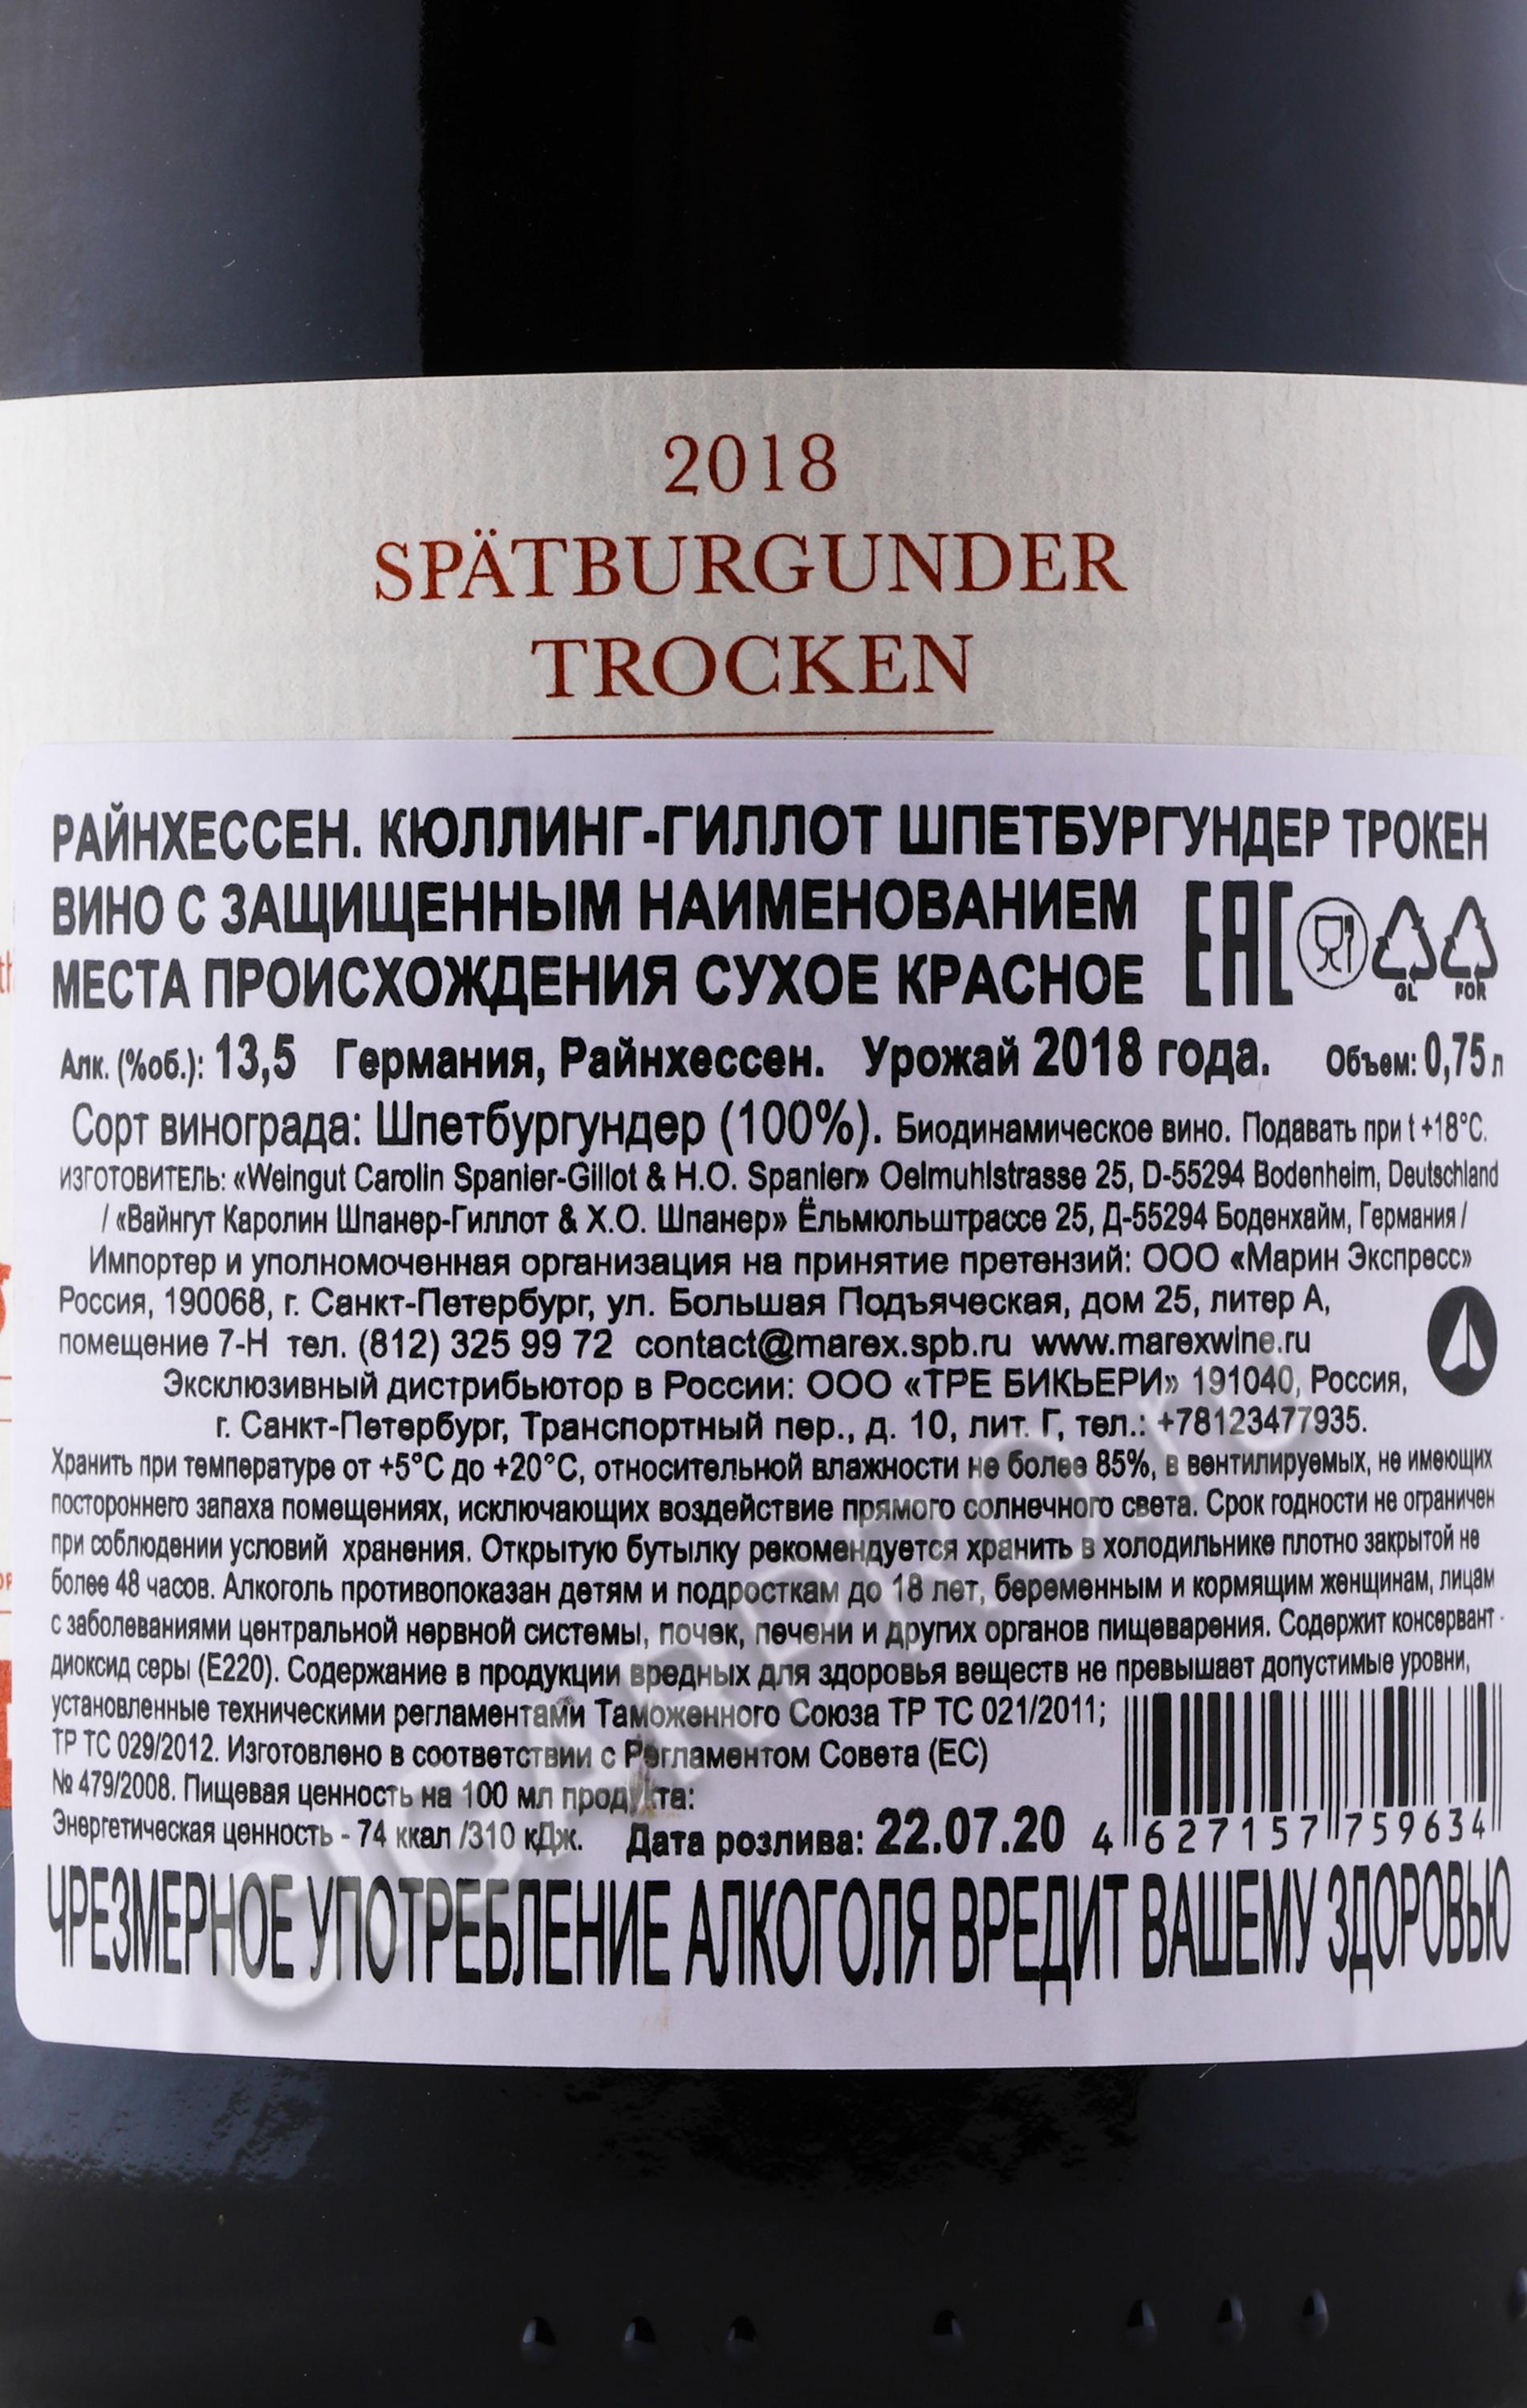 2018
SPÄTBURGUNDER
TROCKEN
РАЙНХЕССЕН. КЮЛЛИНГ-ГИЛЛОТ ШПЕТБУРГУНДЕР ТРОКЕН
ВИНО С ЗАЩИЩЕННЫМ НАИМЕНОВАНИЕМ
МЕСТА ПРОИСХОЖДЕНИЯ СУХОЕ КРАСНОЕ
EAC
GL FOR
Алк. (%об.): 13,5 Германия, Райнхессен. Урожай 2018 года. Объем: 0,75 л
Сорт винограда: Шпетбургундер (100%). Биодинамическое вино. Подавать при t +18°C.
ИЗГОТОВИТЕЛЬ: «Weingut Carolin Spanier-Gillot & H.O. Spanier» Oelmuhlstrasse 25, D-55294 Bodenheim, Deutschland
/ «Вайнгут Каролин Шпанер-Гиллот & Х.О. Шпанер» Ёльмюльштрассе 25, Д-55294 Боденхайм, Германия /
Импортер и уполномоченная организация на принятие претензий: ООО «Марин Экспресс»
Россия, 190068, г. Санкт-Петербург, ул. Большая Подъяческая, дом 25, литер А,
помещение 7-Н тел. (812) 325 99 72 contact@marex.spb.ru www.marexwine.ru
Эксклюзивный дистрибьютор в России: ООО «ТРЕ БИКЬЕРИ» 191040, Россия,
г. Санкт-Петербург, Транспортный пер., д. 10, лит. Г, тел.: +78123477935.
Хранить при температуре от +5°C до +20°C, относительной влажности не более 85%, в вентилируемых, не имеющих
постороннего запаха помещениях, исключающих воздействие прямого солнечного света. Срок годности не ограничен
при соблюдении условий хранения. Открытую бутылку рекомендуется хранить в холодильнике плотно закрытой не
более 48 часов. Алкоголь противопоказан детям и подросткам до 18 лет, беременным и кормящим женщинам, лицам
с заболеваниями центральной нервной системы, почек, печени и других органов пищеварения. Содержит консервант -
диоксид серы (Е220). Содержание в продукции вредных для здоровья веществ не превышает допустимые уровни,
установленные техническими регламентами Таможенного Союза ТР ТС 021/2011;
ТР ТС 029/2012. Изготовлено в соответствии с Регламентом Совета (ЕС)
№ 479/2008. Пищевая ценность на 100 мл продукта:
Энергетическая ценность - 74 ккал /310 кДж. Дата розлива: 22.07.20
4 627157 759634
ЧРЕЗМЕРНОЕ УПОТРЕБЛЕНИЕ АЛКОГОЛЯ ВРЕДИТ ВАШЕМУ ЗДОРОВЬЮ
CIGARPRO.ru